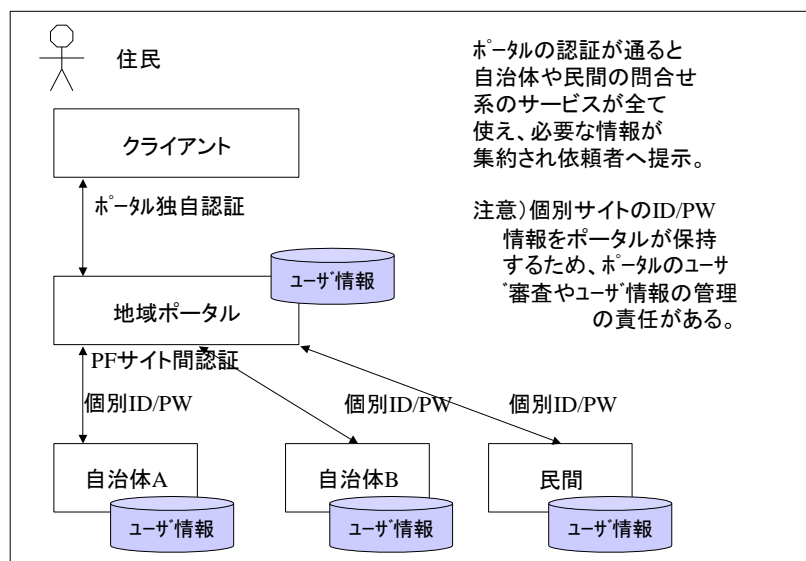 住民
ﾎﾟｰﾀﾙの認証が通ると
自治体や民間の問合せ
系のサービスが全て
使え、必要な情報が
集約され依頼者へ提示。
クライアント
ﾎﾟｰﾀﾙ独自認証
注意）個別サイトのID/PW
情報をポータルが保持
するため、ﾎﾟｰﾀﾙのﾕｰｻ
ﾞ審査やﾕｰｻﾞ情報の管理
の責任がある。
ﾕｰｻﾞ情報
地域ポータル
PFサイト間認証
個別ID/PW
個別ID/PW
個別ID/PW
自治体A
自治体B
民間
ﾕｰｻﾞ情報
ﾕｰｻﾞ情報
ﾕｰｻﾞ情報